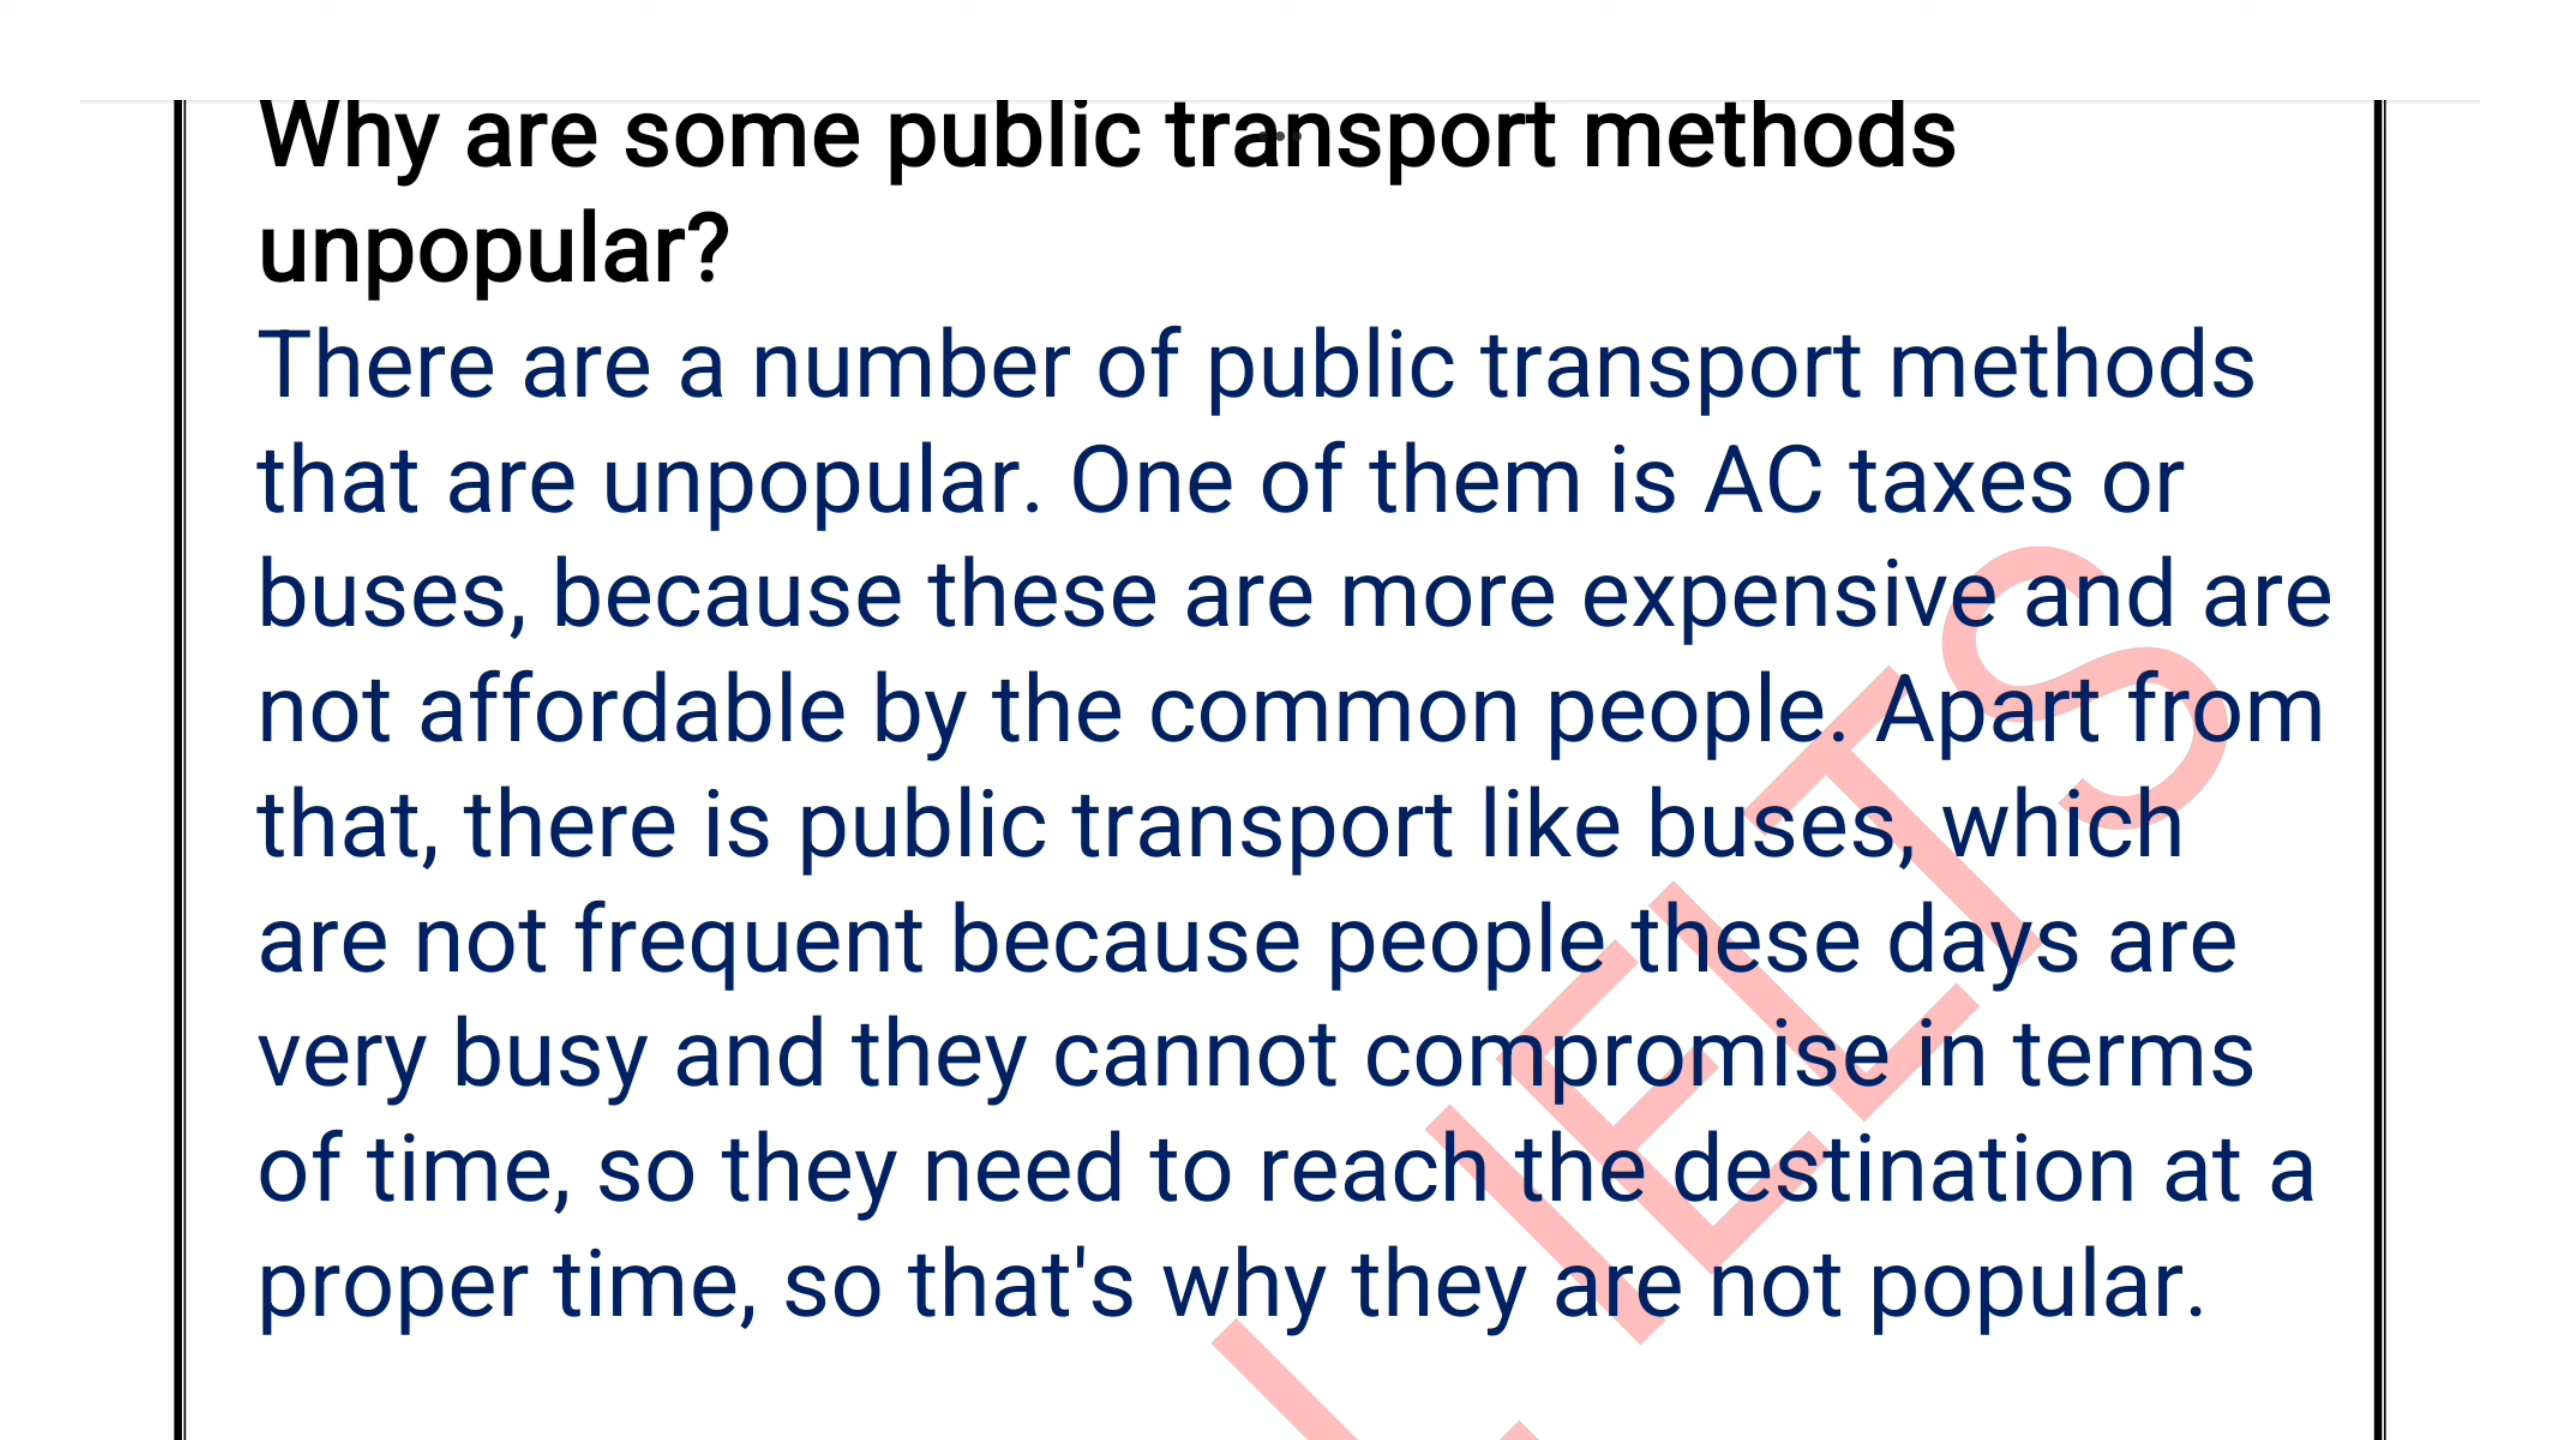 Why are some public transport methods
unpopular?
There are a number of public transport methods
that are unpopular. One of them is AC taxes or
buses, because these are more expensive and are
not affordable by the common people. Apart from
that, there is public transport like buses, which
are not frequent because people these days are
very busy and they cannot compromise in terms
of time, so they need to reach the destination at a
proper time, so that's why they are not popular.
IELTS